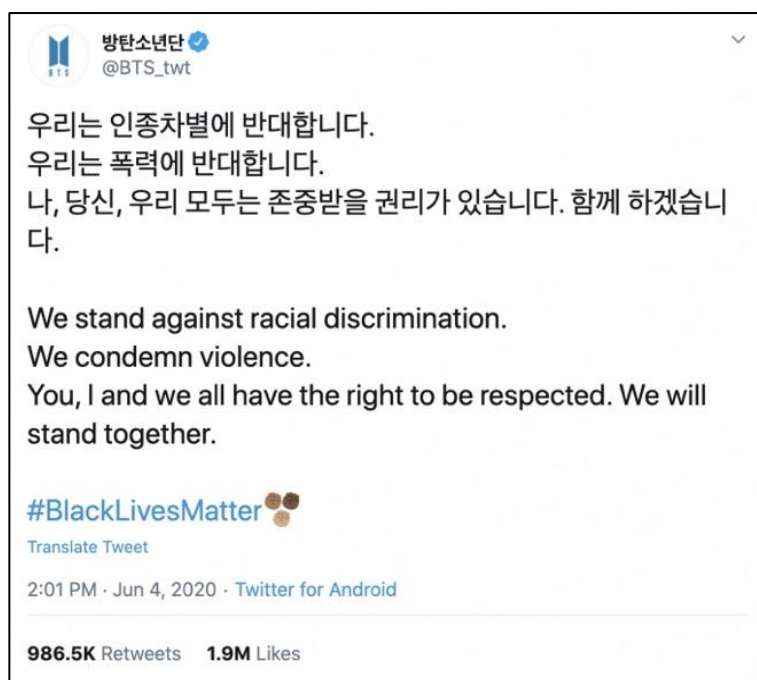 방탄소년단
BTS
@BTS_twt
우리는 인종차별에 반대합니다.
우리는 폭력에 반대합니다.
나, 당신, 우리 모두는 존중받을 권리가 있습니다. 함께 하겠습니
다.
We stand against racial discrimination.
We condemn violence.
You, I and we all have the right to be respected. We will
stand together.
#BlackLivesMatter
Translate Tweet
2:01 PM · Jun 4, 2020 · Twitter for Android
986.5K Retweets 1.9M Likes